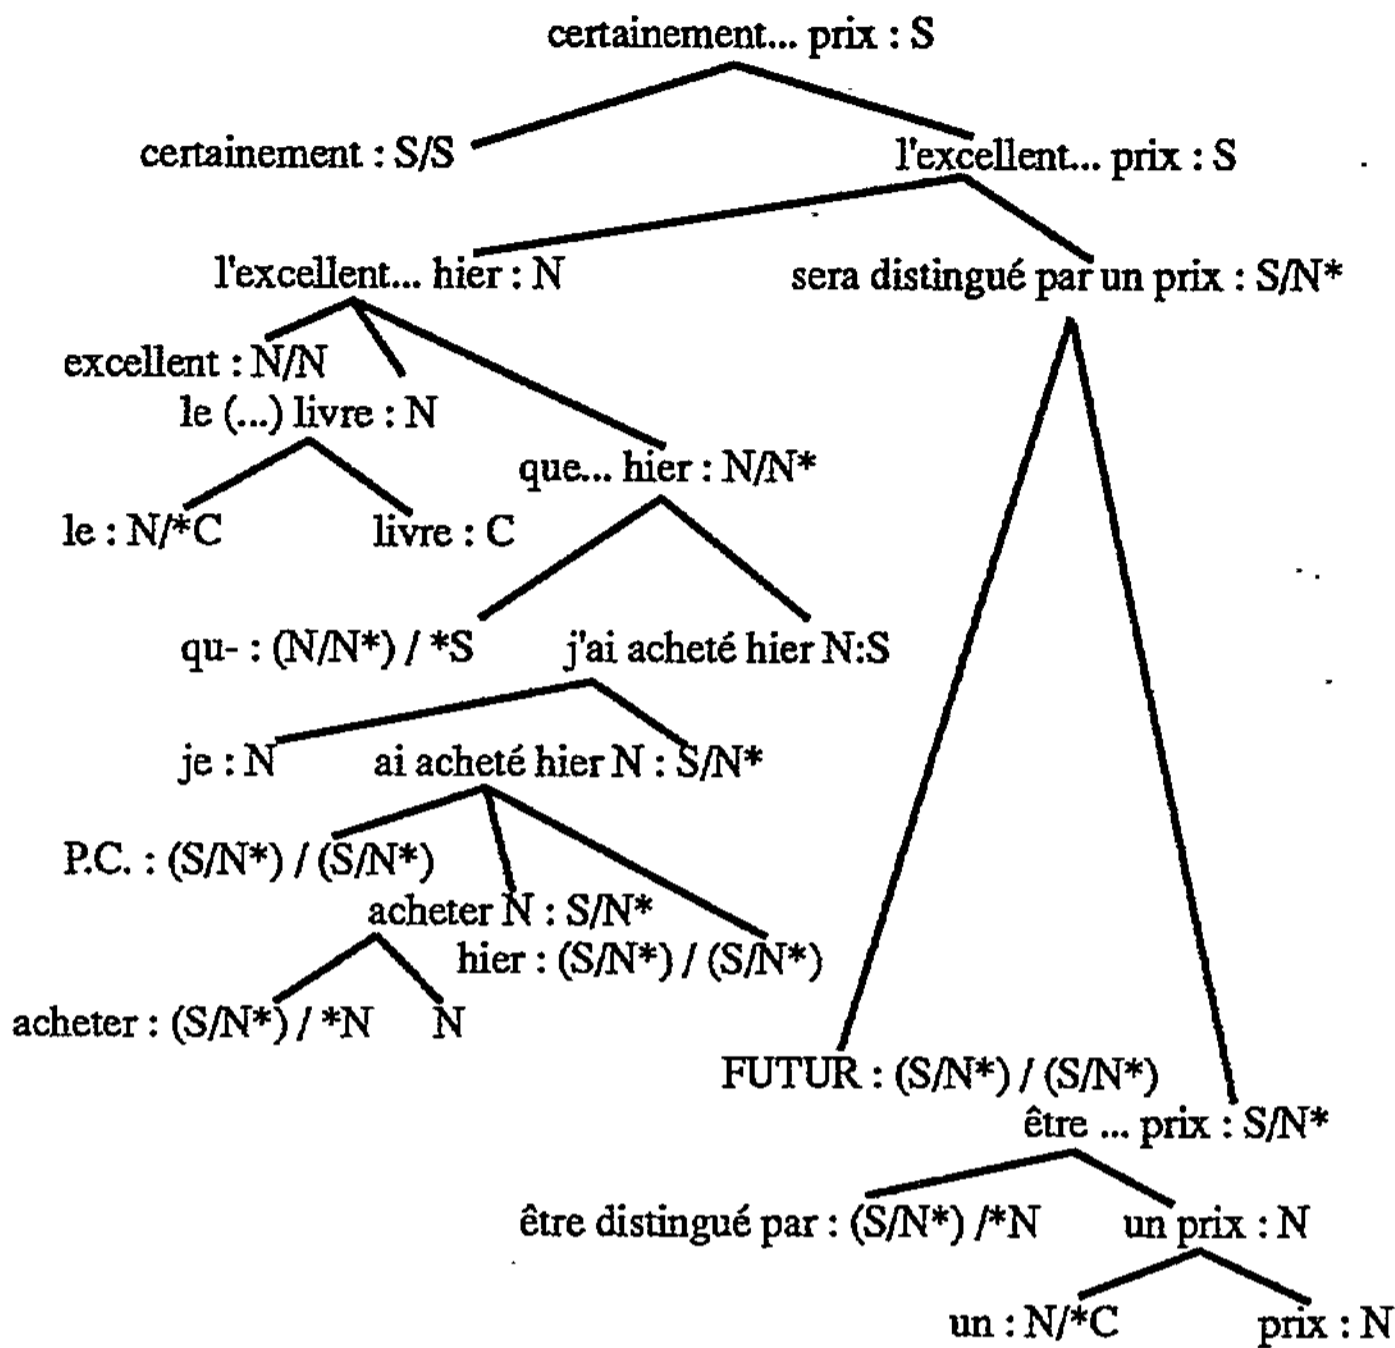 certainement... prix : S
certainement : S/S
l'excellent... prix : S
l'excellent... hier : N
sera distingué par un prix : S/N*
excellent : N/N
le (...) livre : N
que... hier : N/N*
le : N/*C
livre : C
qu- : (N/N*) / *S
j'ai acheté hier N:S
je : N
ai acheté hier N : S/N*
P.C. : (S/N*) / (S/N*)
acheter N : S/N*
hier : (S/N*) / (S/N*)
acheter : (S/N*) / *N
N
FUTUR : (S/N*) / (S/N*)
être ... prix : S/N*
être distingué par : (S/N*) /*N
un prix : N
un : N/*C
prix : N